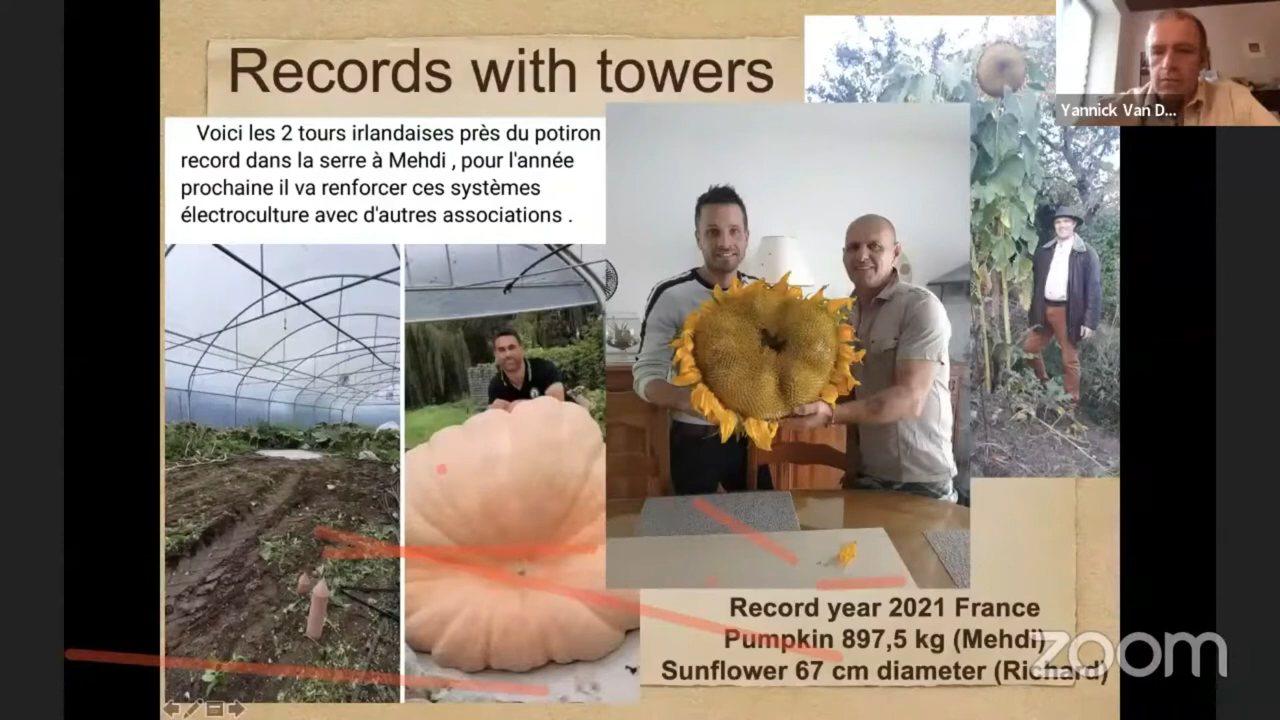 Records with towers
Yannick Van D...
Voici les 2 tours irlandaises près du potiron
record dans la serre à Mehdi , pour l'année
prochaine il va renforcer ces systèmes
électroculture avec d'autres associations .
Record year 2021 France
Pumpkin 897,5 kg (Mehdi)
Sunflower 67 cm diameter (Richard)
zoom